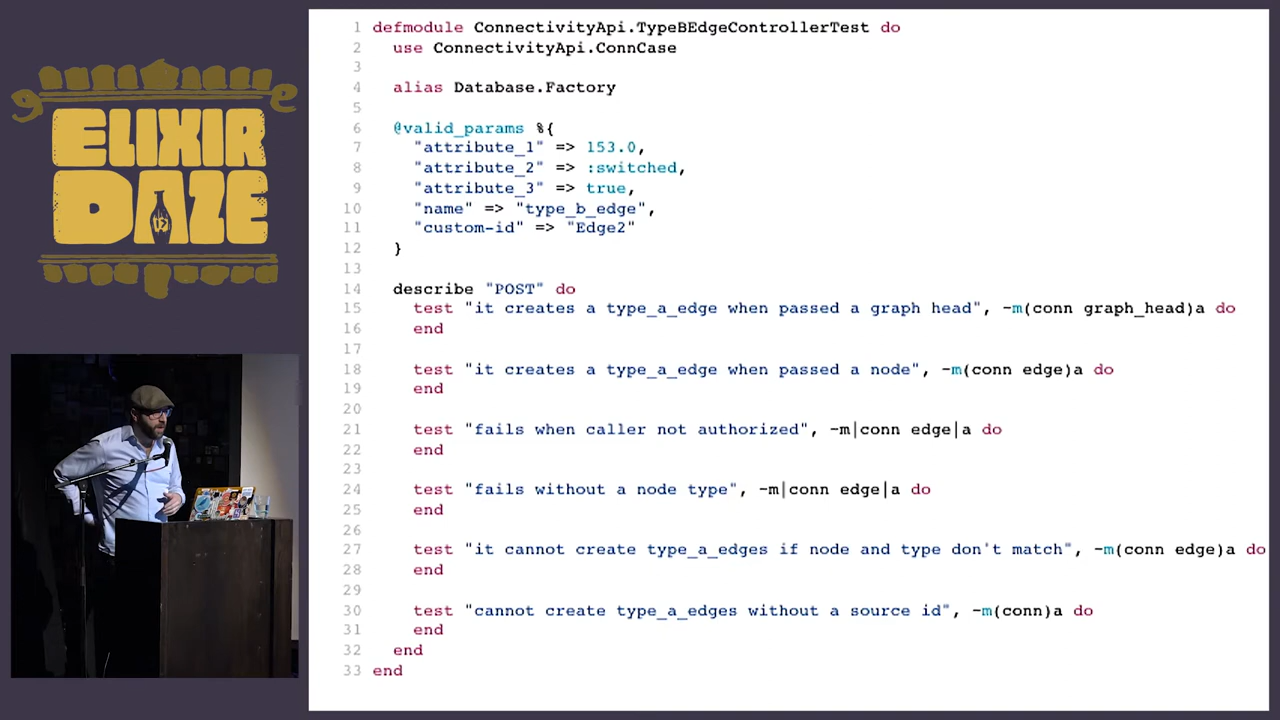 ELIXIR
DAZE
1 defmodule ConnectivityApi.TypeBEdgeControllerTest do
2 use ConnectivityApi.ConnCase
3
4 alias Database.Factory
5
6 @valid_params %{
7 "attribute_1" => 153.0,
8 "attribute_2" => :switched,
9 "attribute_3" => true,
10 "name" => "type_b_edge",
11 "custom-id" => "Edge2"
12 }
13
14 describe "POST" do
15 test "it creates a type_a_edge when passed a graph head", ~m(conn graph_head)a do
16 end
17
18 test "it creates a type_a_edge when passed a node", ~m(conn edge)a do
19 end
20
21 test "fails when caller not authorized", ~m|conn edge|a do
22 end
23
24 test "fails without a node type", ~m|conn edge|a do
25 end
26
27 test "it cannot create type_a_edges if node and type don't match", ~m(conn edge)a do
28 end
29
30 test "cannot create type_a_edges without a source id", ~m(conn)a do
31 end
32 end
33 end